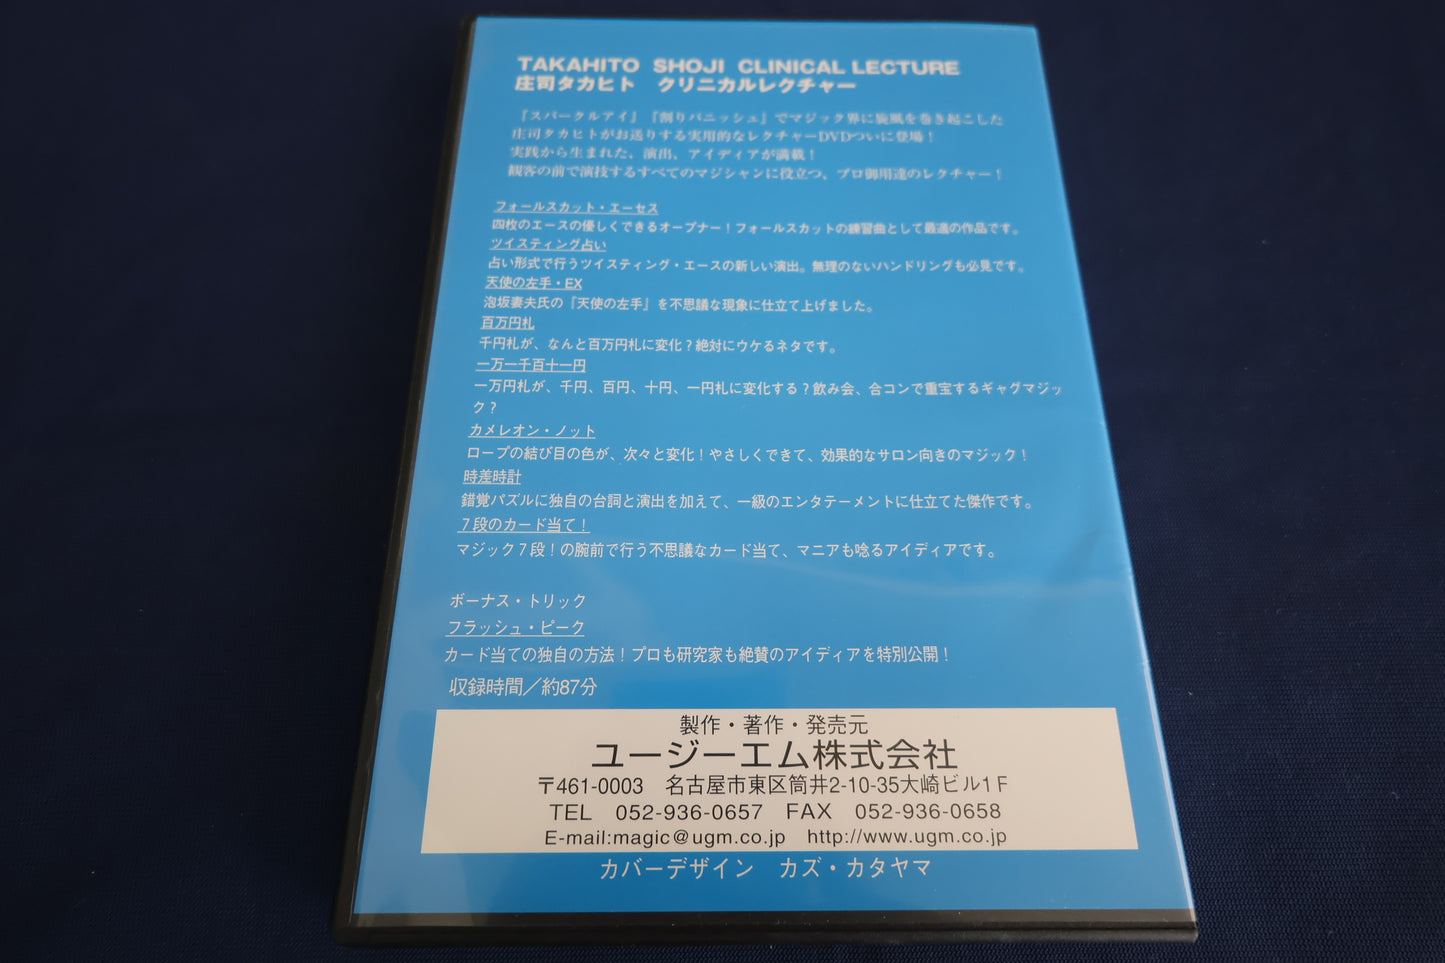 TAKAHITO SHOJI CLINICAL LECTURE
庄司タカヒト クリニカルレクチャー
『スパークルアイ』『割りバニッシュ』でマジック界に旋風を巻き起こした
庄司タカヒトがお送りする実用的なレクチャーDVDついに登場！
実践から生まれた、演出、アイディアが満載！
観客の前で演技するすべてのマジシャンに役立つ、プロ御用達のレクチャー！
フォールスカット・エーセス
四枚のエースの優しくできるオープナー！フォールスカットの練習曲として最適の作品です。
ツイスティング占い
占い形式で行うツイスティング・エースの新しい演出。無理のないハンドリングも必見です。
天使の左手・EX
泡坂妻夫氏の『天使の左手』を不思議な現象に仕立て上げました。
百万円札
千円札が、なんと百万円札に変化？絶対にウケるネタです。
一万一千百十一円
一万円札が、千円、百円、十円、一円札に変化する？飲み会、合コンで重宝するギャグマジッ
ク？
カメレオン・ノット
ロープの結び目の色が、次々と変化！やさしくできて、効果的なサロン向きのマジック！
時差時計
錯覚パズルに独自の台詞と演出を加えて、一級のエンタテーメントに仕立てた傑作です。
７段のカード当て！
マジック７段！の腕前で行う不思議なカード当て、マニアも唸るアイディアです。
ボーナス・トリック
フラッシュ・ピーク
カード当ての独自の方法！プロも研究家も絶賛のアイディアを特別公開！
収録時間／約87分
製作・著作・発売元
ユージーエム株式会社
〒461-0003 名古屋市東区筒井2-10-35大崎ビル1F
TEL 052-936-0657 FAX 052-936-0658
E-mail:magic@ugm.co.jp http://www.ugm.co.jp
カバーデザイン カズ・カタヤマ